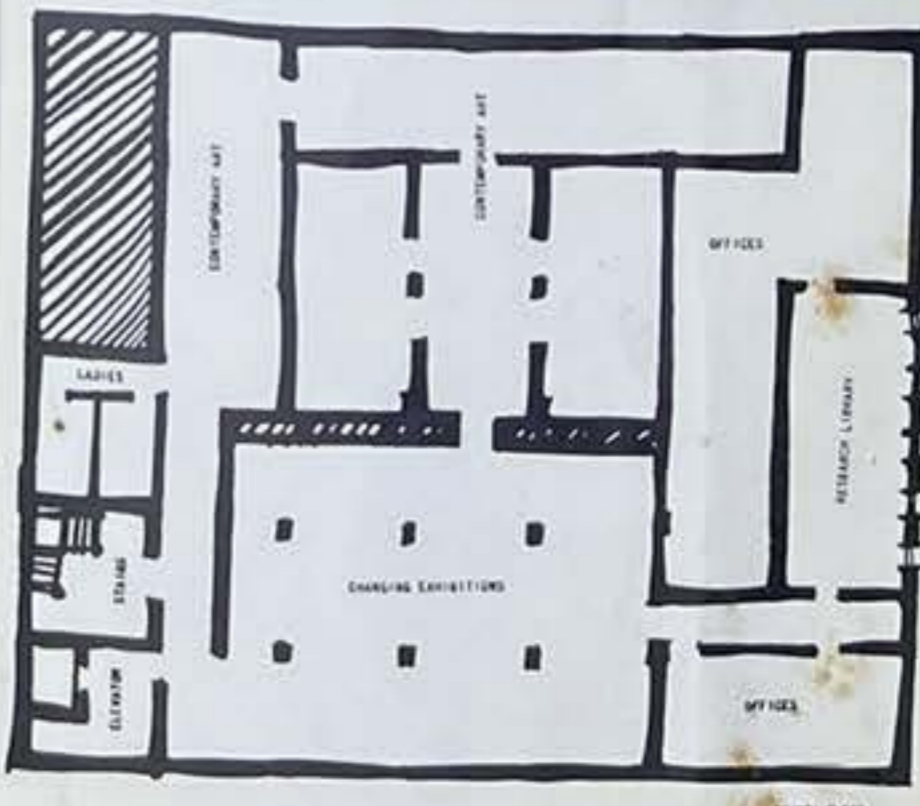 CONTEMPORARY ART
CONTEMPORARY ART
OFFICES
LADIES
RESEARCH LIBRARY
STAIRS
CHANGING EXHIBITIONS
ELEVATOR
OFFICES